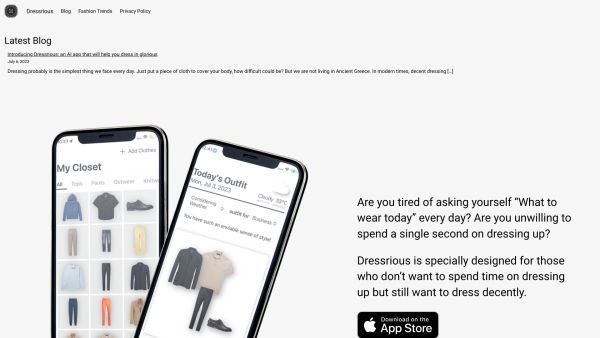 Dressrious Blog Fashion Trends Privacy Policy
Latest Blog
Introducing Dressrious: an AI app that will help you dress in glorious
July 6, 2023
Dressing probably is the simplest thing we face every day. Just put a piece of cloth to cover your body, how difficult could be? But we are not living in Ancient Greece. In modern times, decent dressing [...]
+ Add Clothes
My Closet
All Tops Pants Outwear Knitw
Today's Outfit
Mon, Jul 3, 2023
Cloudy 33°C
Considering Weather outfit for Business
You have such an enviable sense of style!
Are you tired of asking yourself “What to
wear today” every day? Are you unwilling to
spend a single second on dressing up?
Dressrious is specially designed for those
who don’t want to spend time on dressing
up but still want to dress decently.
Download on the
App Store